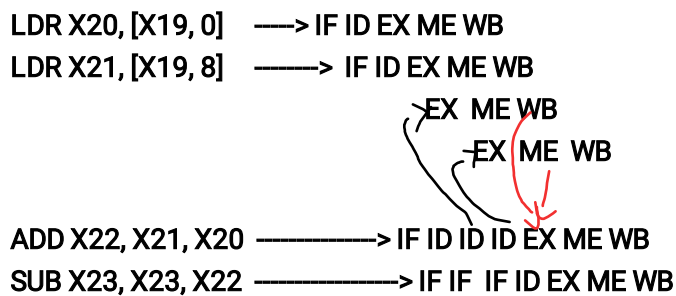 LDR X20, [X19, 0] -----> IF ID EX ME WB
LDR X21, [X19, 8] --------> IF ID EX ME WB
EX ME WB
EX ME WB
ADD X22, X21, X20 ---------------> IF ID ID ID EX ME WB
SUB X23, X23, X22 -------------------> IF IF IF ID EX ME WB